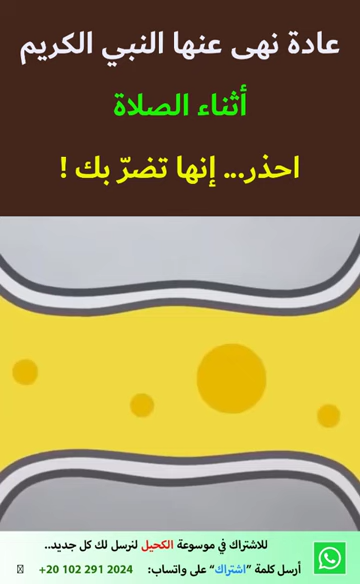 عادة نهى عنها النبي الكريم
أثناء الصلاة
احذر... إنها تضرّ بك !
للاشتراك في موسوعة الكحيل لنرسل لك كل جديد..
أرسل كلمة "اشتراك" على واتساب: +20 102 291 2024